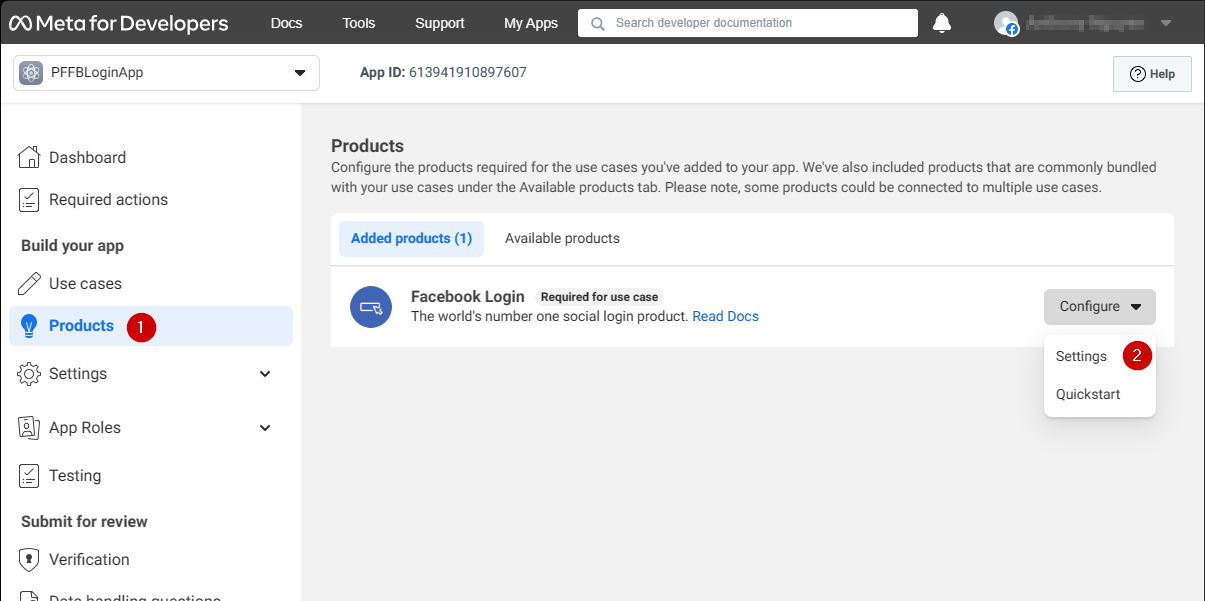 Meta for Developers
Docs
Tools
Support
My Apps
Search developer documentation
PFFBLoginApp
App ID: 613941910897607
Help
Dashboard
Required actions
Build your app
Use cases
Products
1
Settings
App Roles
Testing
Submit for review
Verification
Data handling questions
Products
Configure the products required for the use cases you've added to your app. We've also included products that are commonly bundled
with your use cases under the Available products tab. Please note, some products could be connected to multiple use cases.
Added products (1)
Available products
Facebook Login
Required for use case
The world's number one social login product. Read Docs
Configure
Settings
2
Quickstart